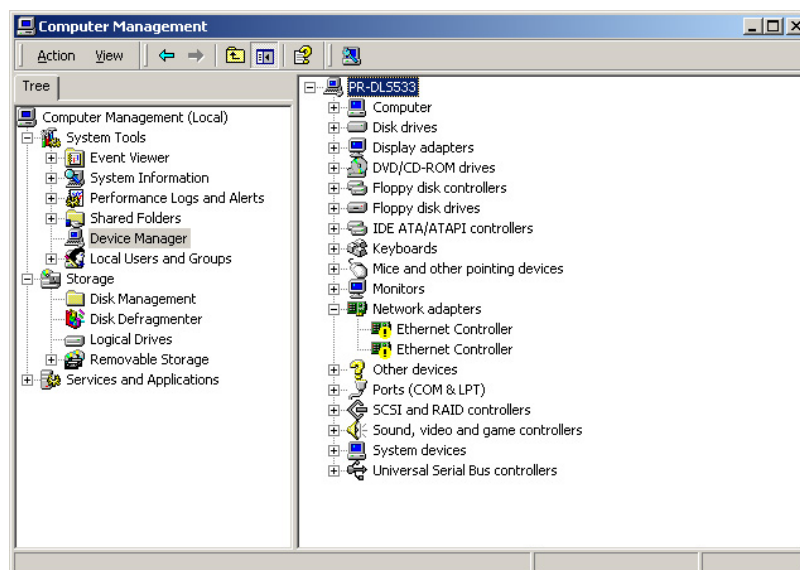 Computer Management
Action View
Tree
Computer Management (Local)
System Tools
Event Viewer
System Information
Performance Logs and Alerts
Shared Folders
Device Manager
Local Users and Groups
Storage
Disk Management
Disk Defragmenter
Logical Drives
Removable Storage
Services and Applications
PR-DLS533
Computer
Disk drives
Display adapters
DVD/CD-ROM drives
Floppy disk controllers
Floppy disk drives
IDE ATA/ATAPI controllers
Keyboards
Mice and other pointing devices
Monitors
Network adapters
Ethernet Controller
Ethernet Controller
Other devices
Ports (COM & LPT)
SCSI and RAID controllers
Sound, video and game controllers
System devices
Universal Serial Bus controllers